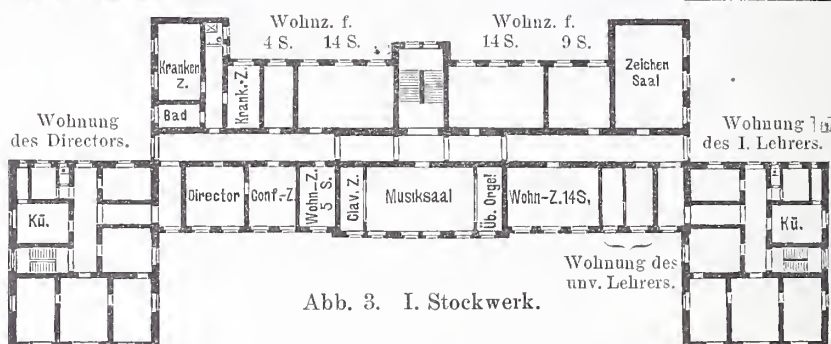 Wohnz. f.
4 S. 14 S.
Wohnz. f.
14 S. 9 S.
Kranken
Z.
Bad
Krank.-Z.
Zeichen
Saal
Wohnung
des Directors.
Wohnung
des I. Lehrers.
Kü.
Director
Conf.-Z.
Wohn-Z.
5 S.
Clav. Z.
Musiksaal
Üb. Orgel
Wohn-Z. 14 S.
Kü.
Wohnung des
unv. Lehrers.
Abb. 3. I. Stockwerk.